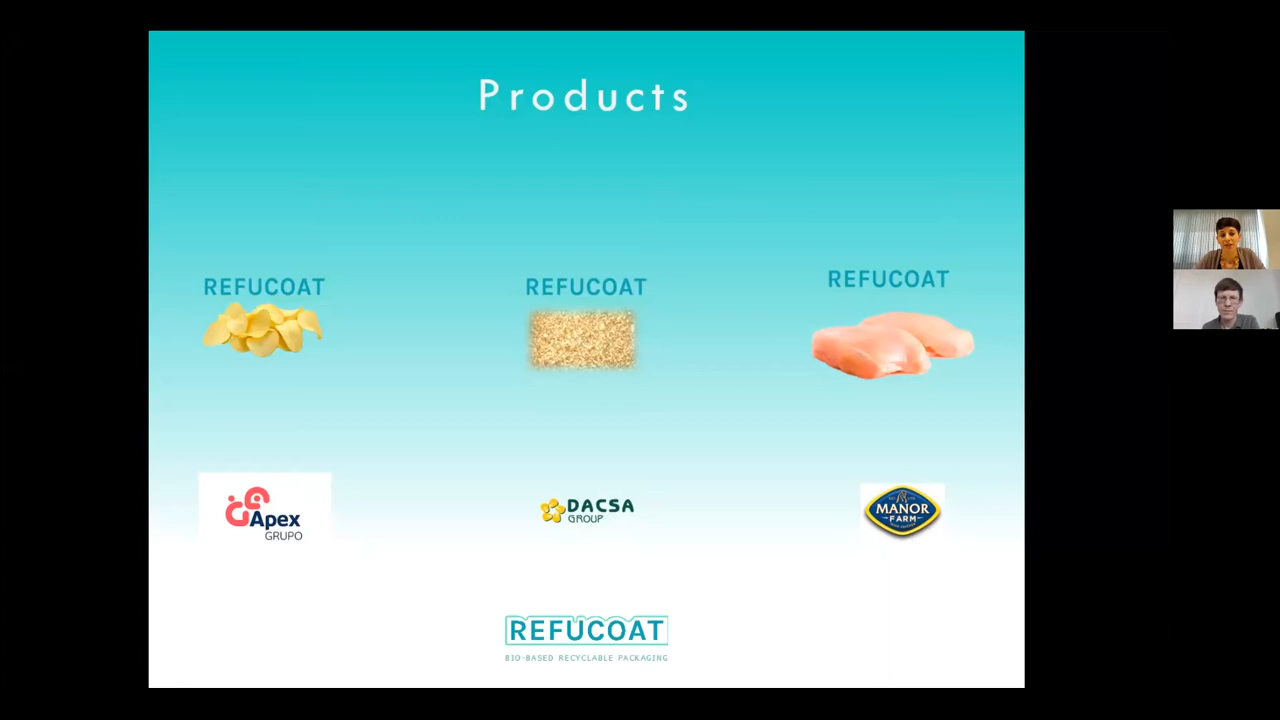 Products
REFUCOAT
REFUCOAT
REFUCOAT
Apex
GRUPO
DACSA
GROUP
MANOR
FARM
REFUCOAT
BIO-BASED RECYCLABLE PACKAGING